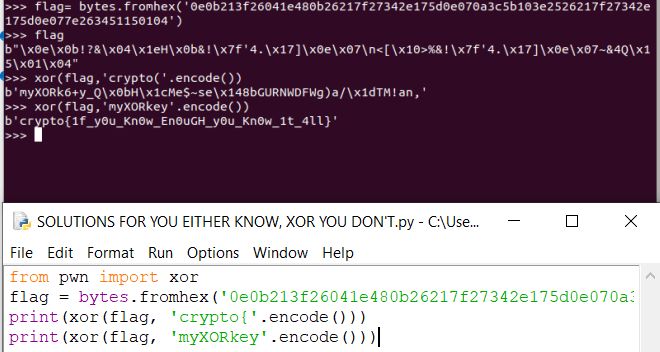 >>> flag= bytes.fromhex('0e0b213f26041e480b26217f27342e175d0e070a3c5b103e2526217f27342e
175d0e077e263451150104')
>>> flag
b"\x0e\x0b!?&\x04\x1eH\x0b&!\x7f'4.\x17]\x0e\x07\n<[\x10>%&!\x7f'4.\x17]\x0e\x07~&4Q\x1
5\x01\x04"
>>> xor(flag,'crypto{'.encode())
b'myXORk6+y_Q\x0bH\x1cMe$~se\x148bGURNWDFWg)a/\x1dTM!an,'
>>> xor(flag,'myXORkey'.encode())
b'crypto{1f_y0u_Kn0w_En0uGH_y0u_Kn0w_1t_4ll}'
>>>
SOLUTIONS FOR YOU EITHER KNOW, XOR YOU DON'T.py - C:\Use...
File Edit Format Run Options Window Help
from pwn import xor
flag = bytes.fromhex('0e0b213f26041e480b26217f27342e175d0e070a3
print(xor(flag, 'crypto{'.encode()))
print(xor(flag, 'myXORkey'.encode()))